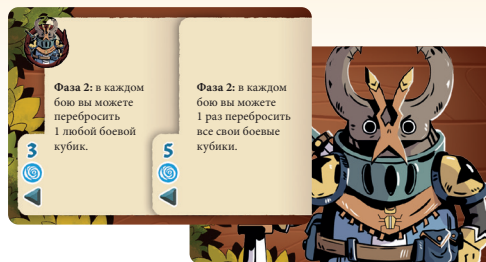 Фаза 2: в каждом
бою вы можете
перебросить
1 любой боевой
кубик.
3
Фаза 2: в каждом
бою вы можете
1 раз перебросить
все свои боевые
кубики.
5